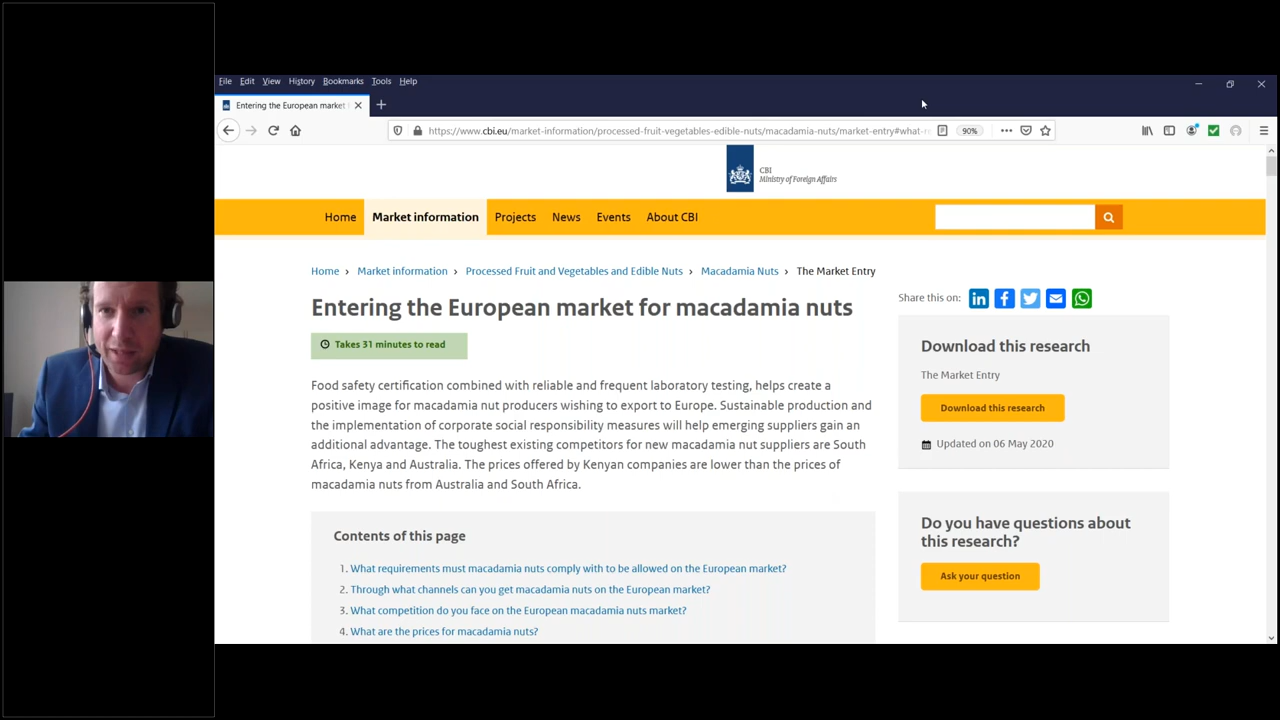 File Edit View History Bookmarks Tools Help
Entering the European market
https://www.cbi.eu/market-information/processed-fruit-vegetables-edible-nuts/macadamia-nuts/market-entry#what-re
90%
CBI
Ministry of Foreign Affairs
Home Market information Projects News Events About CBI
Home › Market information › Processed Fruit and Vegetables and Edible Nuts › Macadamia Nuts › The Market Entry
Entering the European market for macadamia nuts
Takes 31 minutes to read
Food safety certification combined with reliable and frequent laboratory testing, helps create a
positive image for macadamia nut producers wishing to export to Europe. Sustainable production and
the implementation of corporate social responsibility measures will help emerging suppliers gain an
additional advantage. The toughest existing competitors for new macadamia nut suppliers are South
Africa, Kenya and Australia. The prices offered by Kenyan companies are lower than the prices of
macadamia nuts from Australia and South Africa.
Contents of this page
1. What requirements must macadamia nuts comply with to be allowed on the European market?
2. Through what channels can you get macadamia nuts on the European market?
3. What competition do you face on the European macadamia nuts market?
4. What are the prices for macadamia nuts?
Share this on:
Download this research
The Market Entry
Download this research
Updated on 06 May 2020
Do you have questions about
this research?
Ask your question